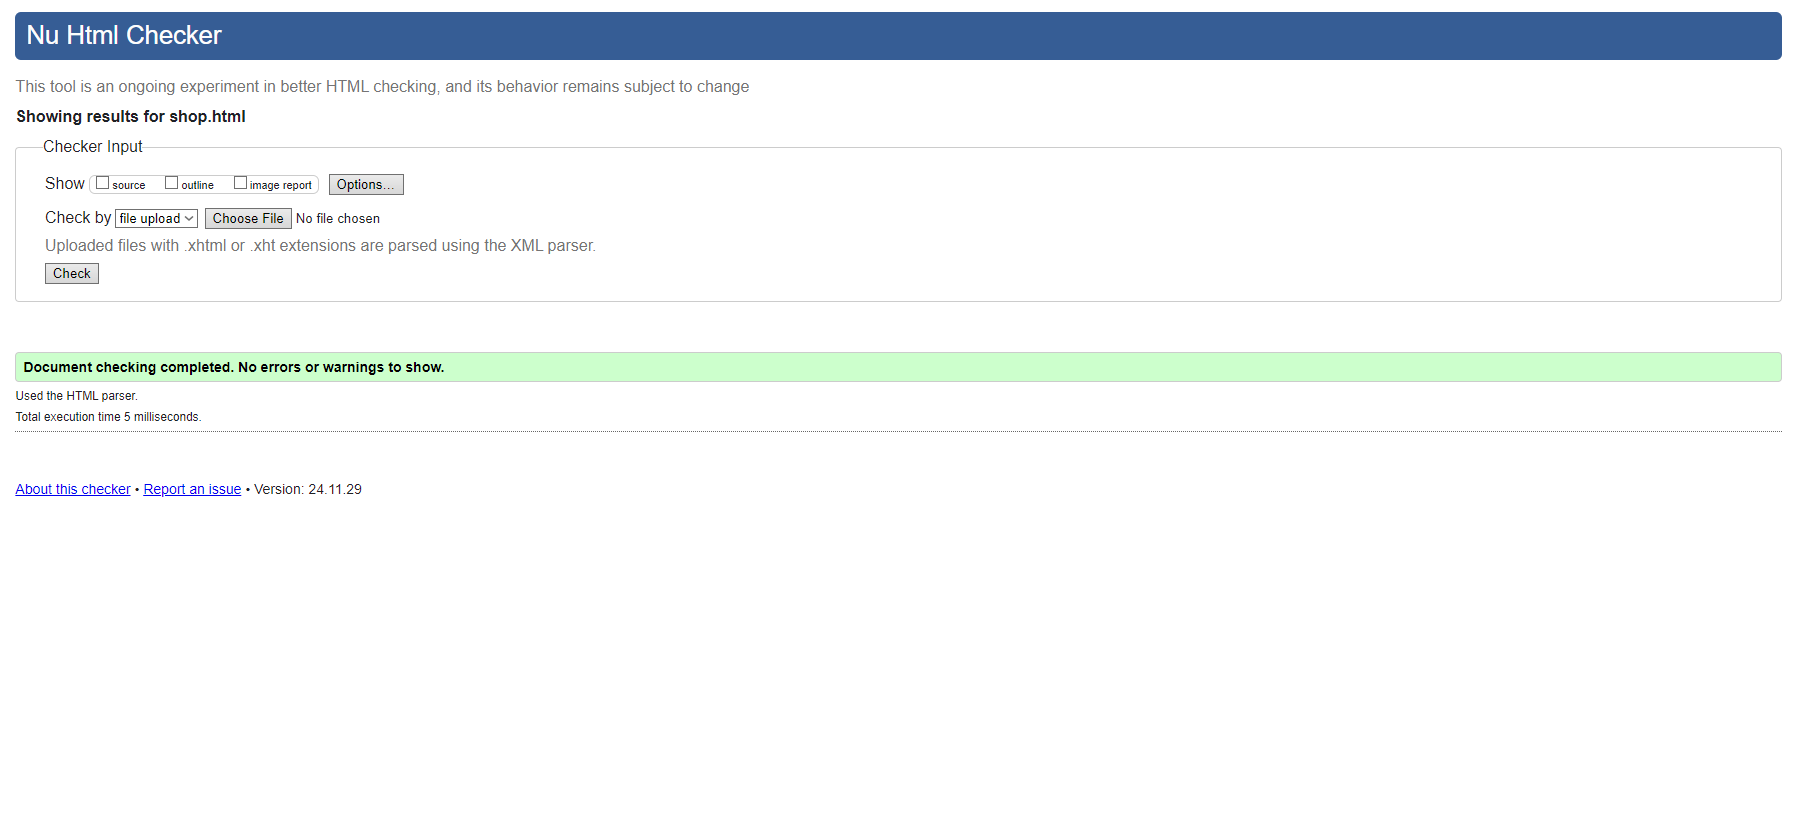 Nu Html Checker
This tool is an ongoing experiment in better HTML checking, and its behavior remains subject to change
Showing results for shop.html
Checker Input
Show source outline image report Options...
Check by file upload Choose File No file chosen
Uploaded files with .xhtml or .xht extensions are parsed using the XML parser.
Check
Document checking completed. No errors or warnings to show.
Used the HTML parser.
Total execution time 5 milliseconds.
About this checker • Report an issue • Version: 24.11.29